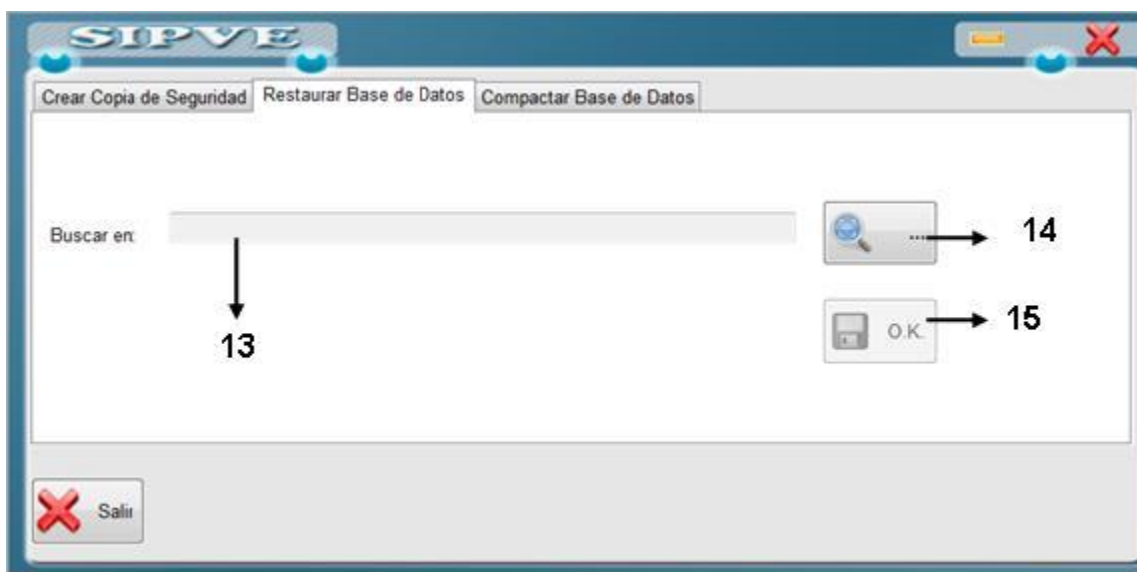 SIPVE
Crear Copia de Seguridad Restaurar Base de Datos Compactar Base de Datos
Buscar en:
... 14
13
O.K. 15
Salir